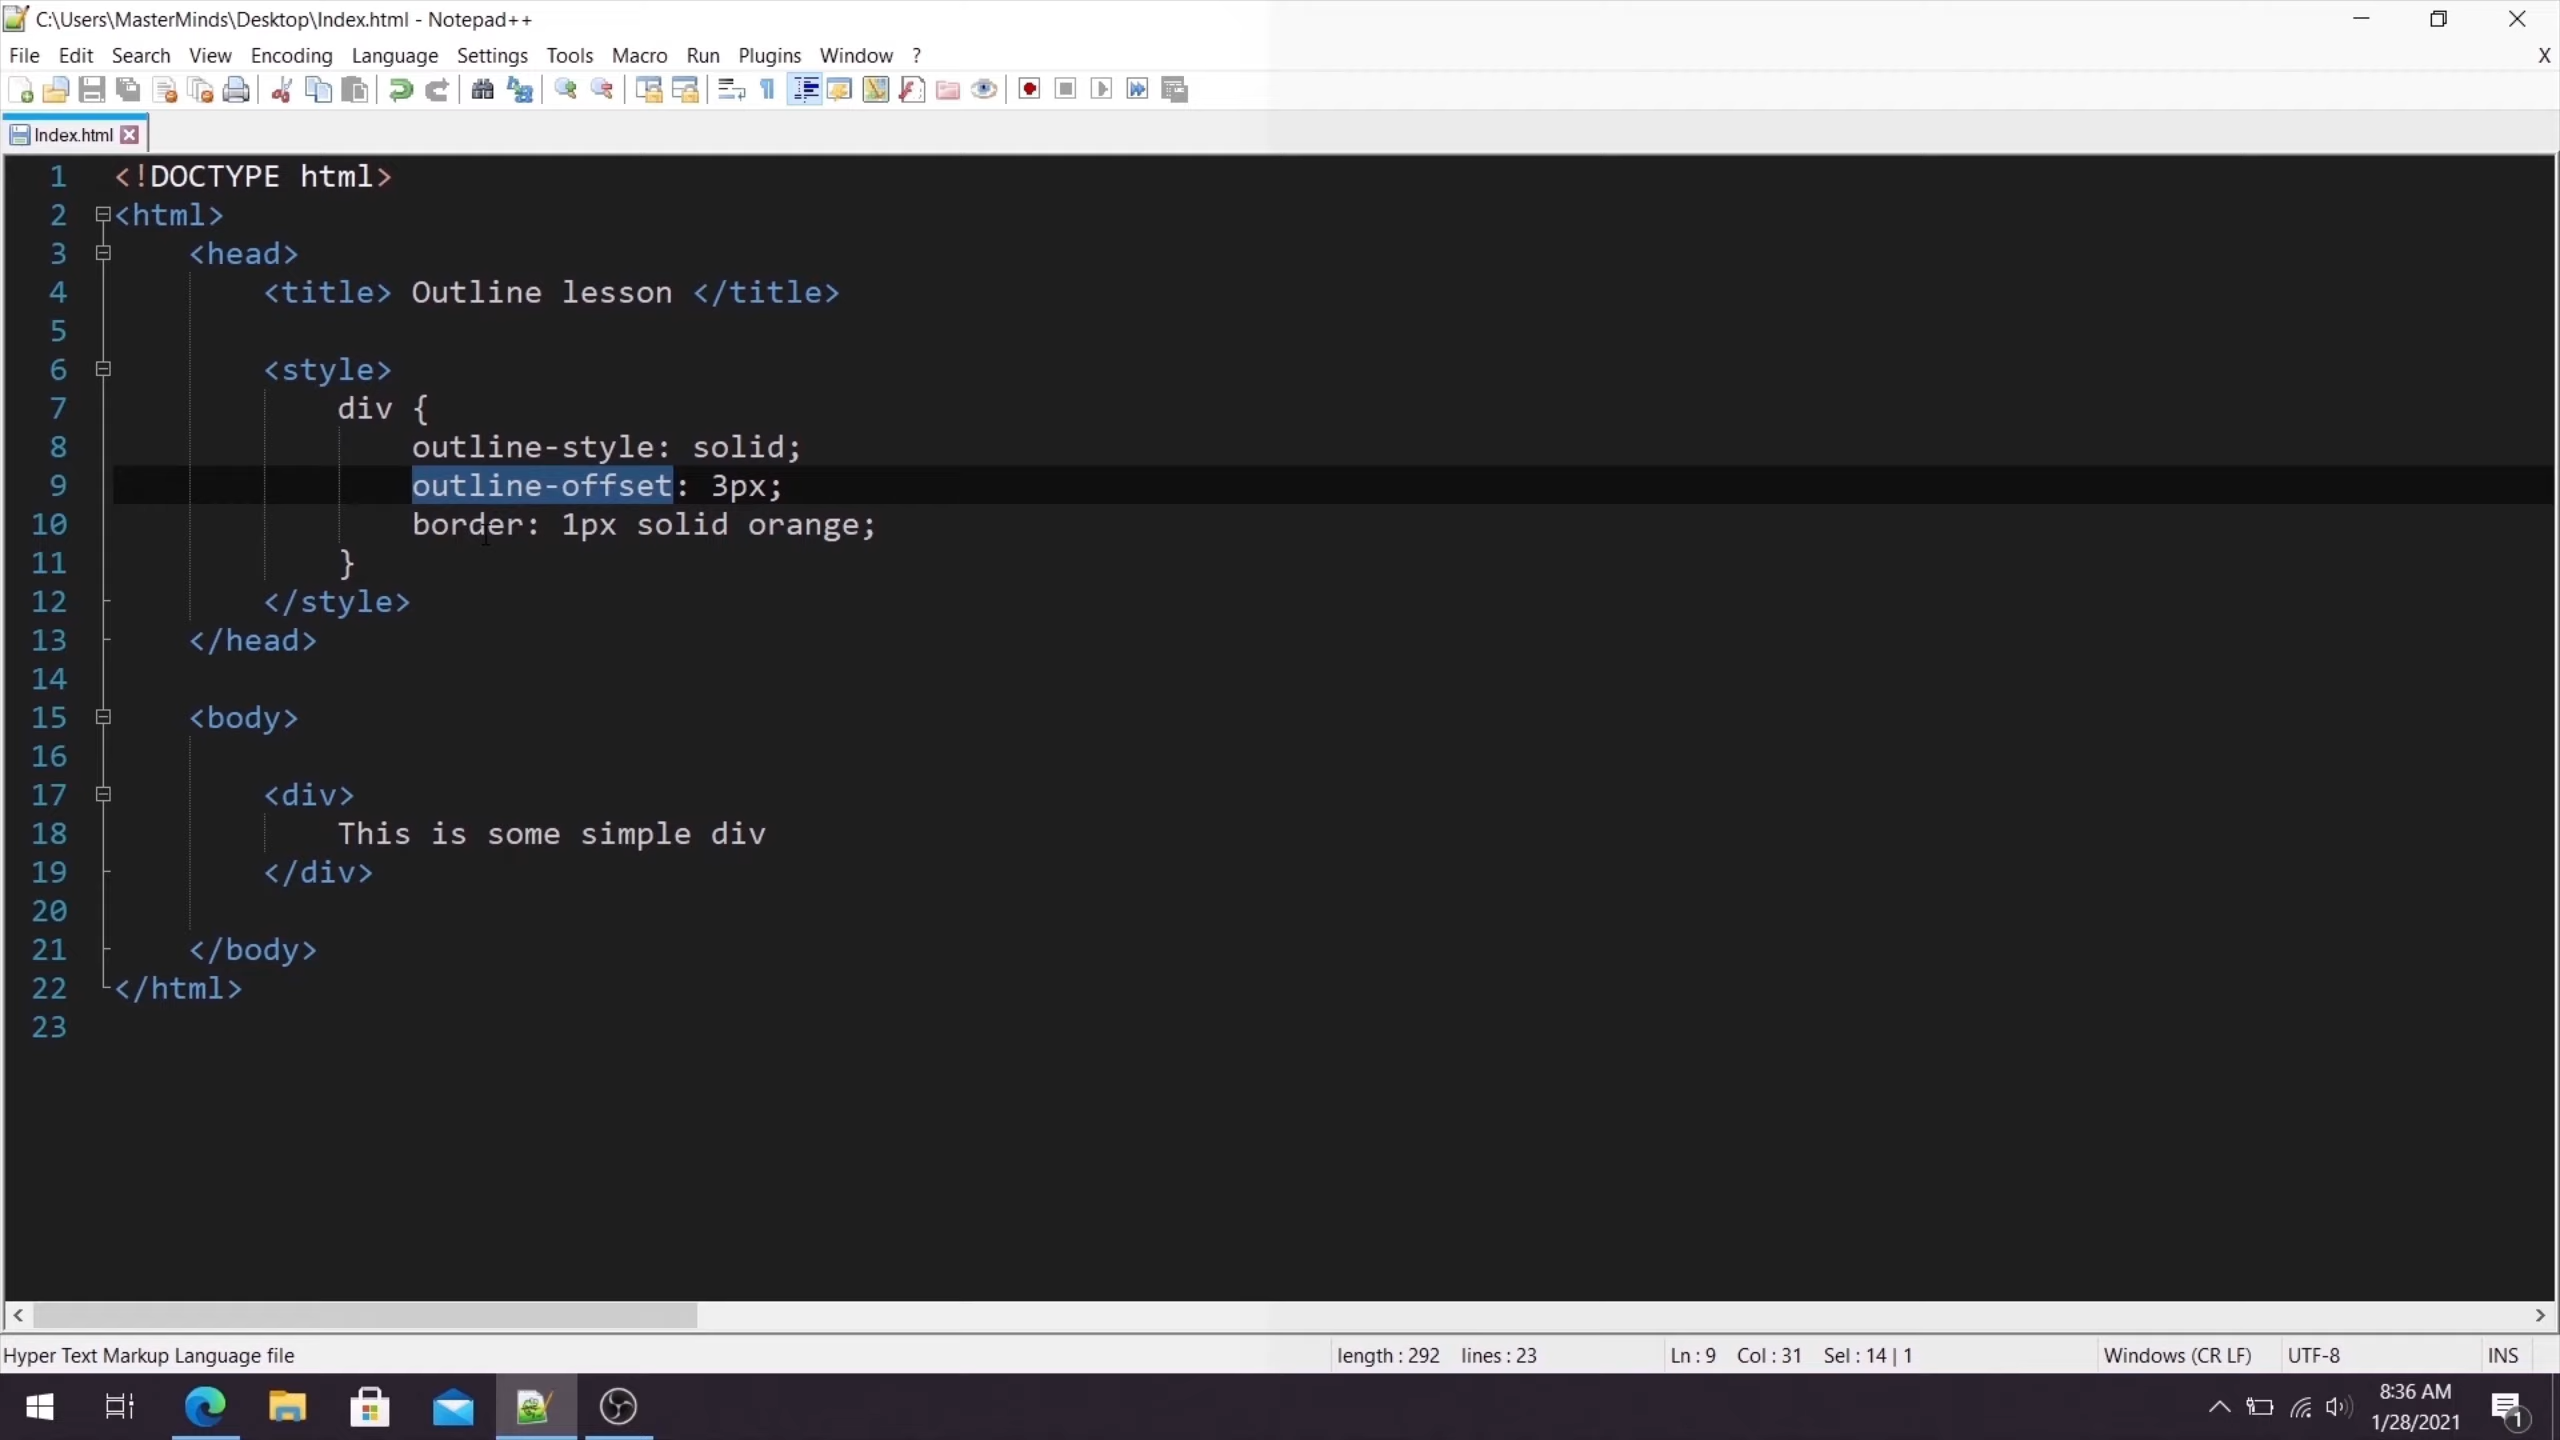 C:\Users\MasterMinds\Desktop\Index.html - Notepad++
File Edit Search View Encoding Language Settings Tools Macro Run Plugins Window ? X
Index.html
1 <!DOCTYPE html>
2 <html>
3 <head>
4 <title> Outline lesson </title>
5
6 <style>
7 div {
8 outline-style: solid;
9 outline-offset: 3px;
10 border: 1px solid orange;
11 }
12 </style>
13 </head>
14
15 <body>
16
17 <div>
18 This is some simple div
19 </div>
20
21 </body>
22 </html>
23
Hyper Text Markup Language file length : 292 lines : 23 Ln : 9 Col : 31 Sel : 14 | 1 Windows (CR LF) UTF-8 INS
8:36 AM
1/28/2021
1